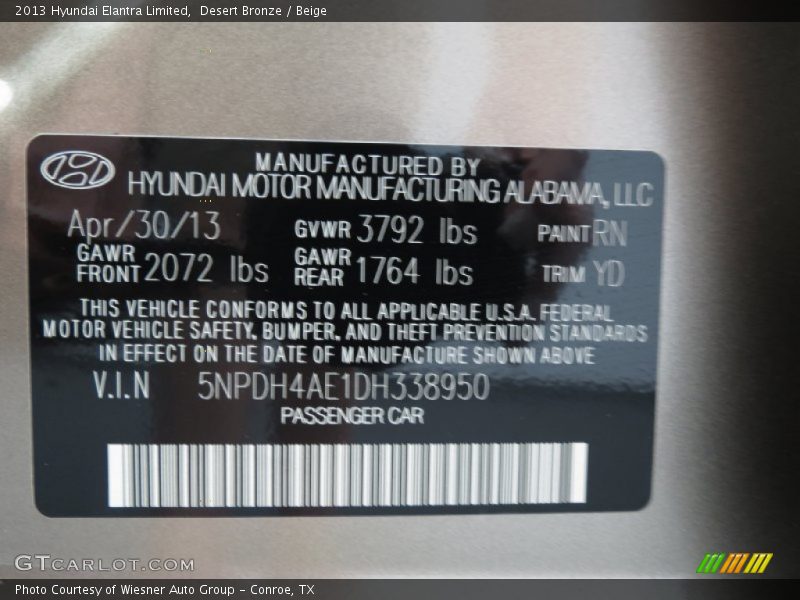 2013 Hyundai Elantra Limited,  Desert Bronze / Beige
MANUFACTURED BY
HYUNDAI MOTOR MANUFACTURING ALABAMA, LLC
Apr/30/13 GVWR 3792 lbs PAINT RN
GAWR FRONT 2072 lbs GAWR REAR 1764 lbs TRIM YD
THIS VEHICLE CONFORMS TO ALL APPLICABLE U.S.A. FEDERAL
MOTOR VEHICLE SAFETY, BUMPER, AND THEFT PREVENTION STANDARDS
IN EFFECT ON THE DATE OF MANUFACTURE SHOWN ABOVE
V.I.N 5NPDH4AE1DH338950
PASSENGER CAR
GTCARLOT.COM
Photo Courtesy of Wiesner Auto Group - Conroe, TX